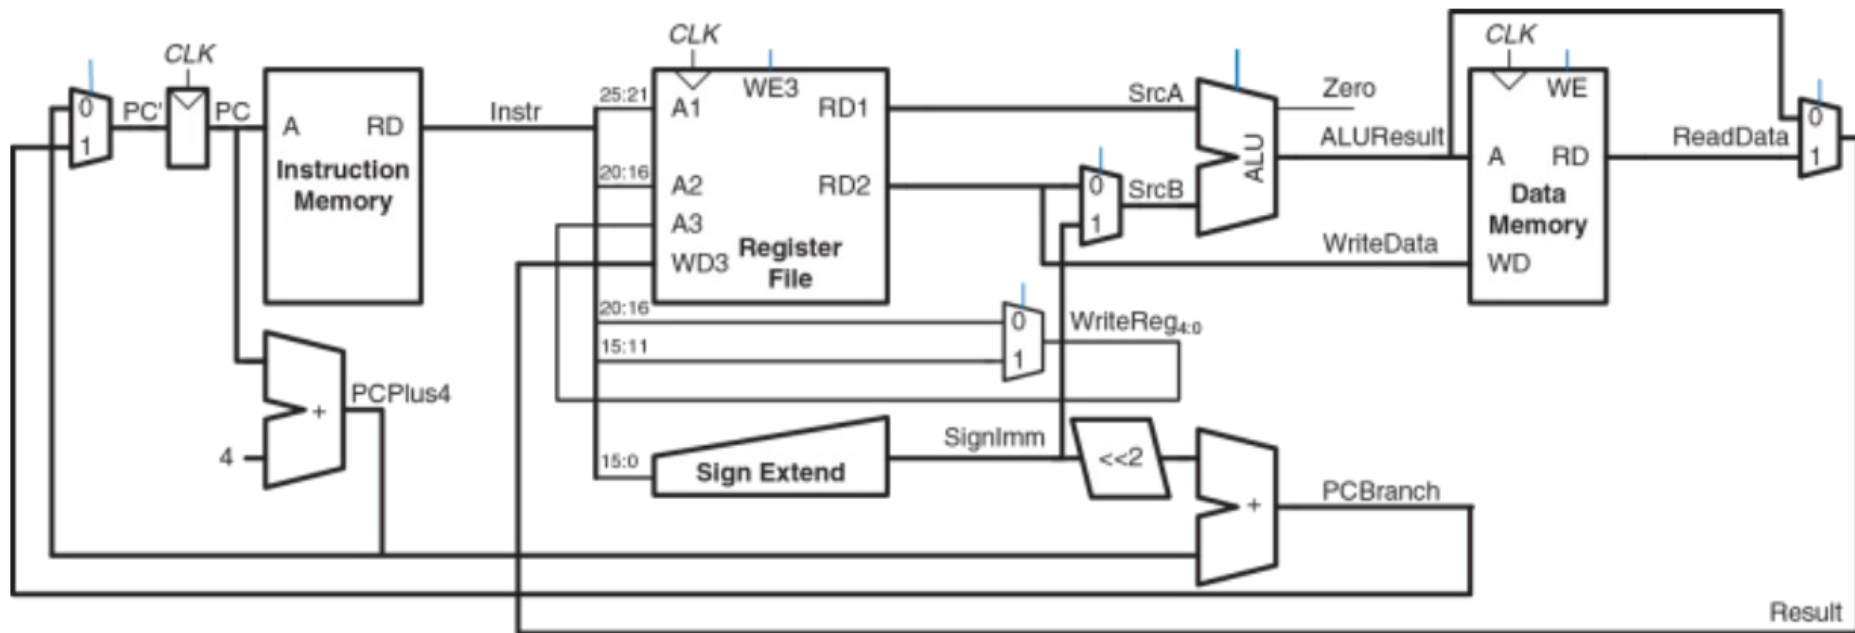 CLK
CLK
CLK
0
1
PC'
PC
A
RD
Instruction
Memory
Instr
25:21
20:16
A1
WE3
RD1
A2
RD2
A3
WD3
Register
File
20:16
15:11
15:0
SrcA
0
1
SrcB
ALU
Zero
ALUResult
WriteData
WE
A
RD
Data
Memory
WD
ReadData
0
1
0
1
WriteReg4:0
+
PCPlus4
4
Sign Extend
SignImm
<<2
+
PCBranch
Result